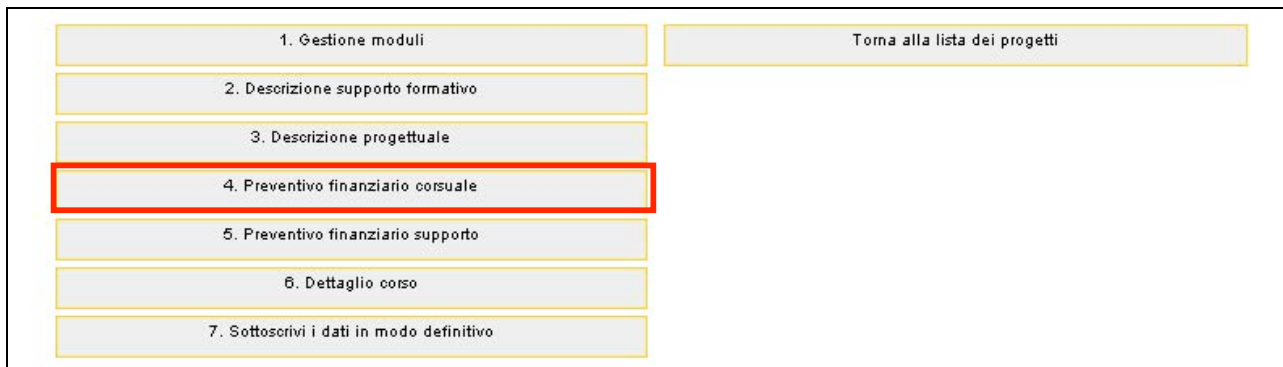 1. Gestione moduli
Torna alla lista dei progetti
2. Descrizione supporto formativo
3. Descrizione progettuale
4. Preventivo finanziario corsuale
5. Preventivo finanziario supporto
6. Dettaglio corso
7. Sottoscrivi i dati in modo definitivo